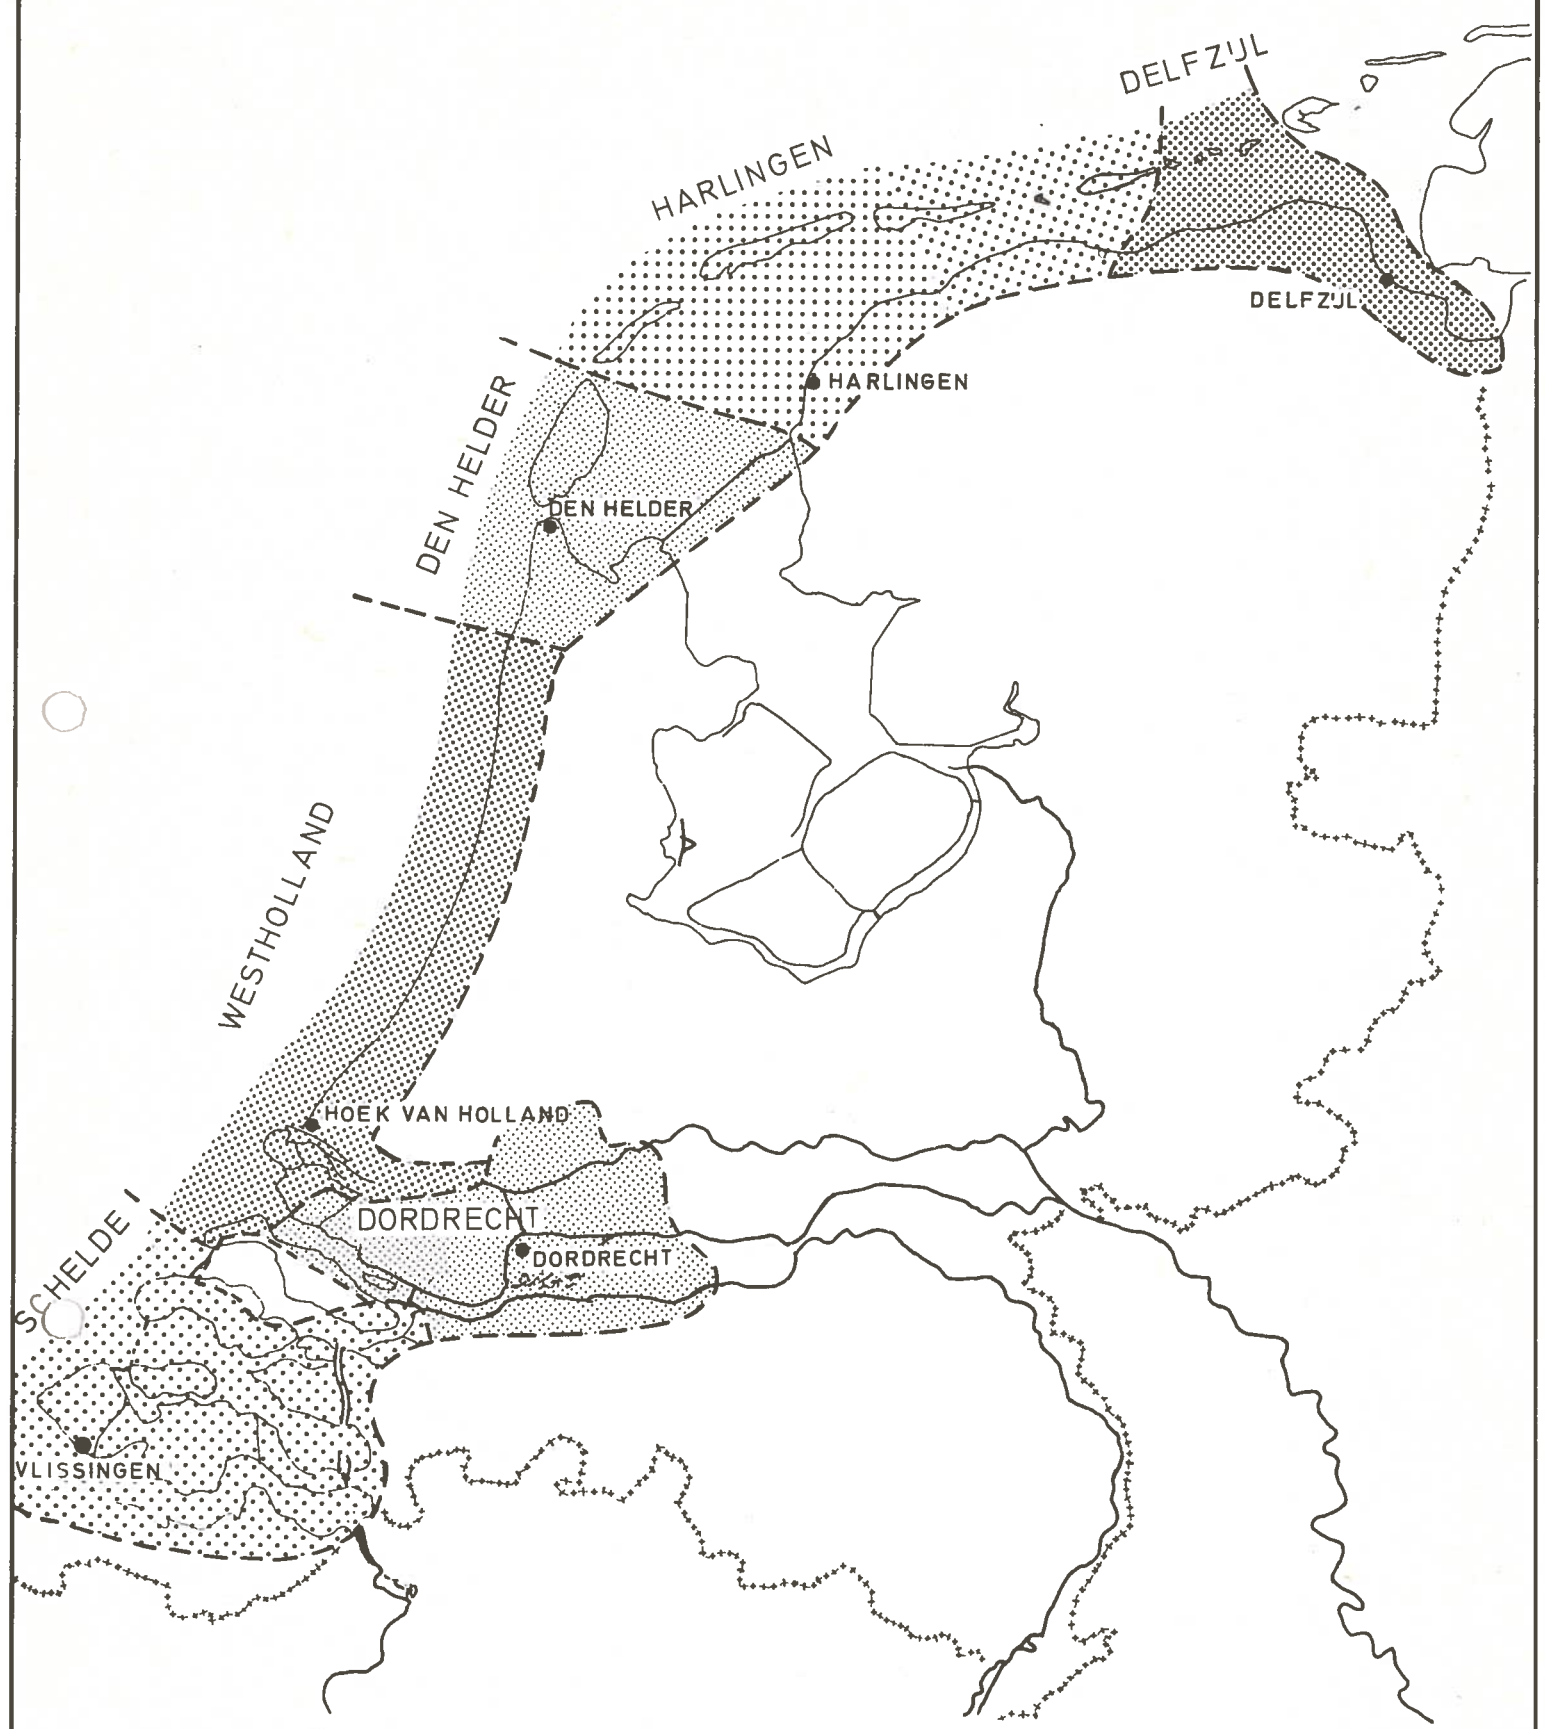 DELFZIJL
HARLINGEN
DELFZIJL
HARLINGEN
DEN HELDER
DEN HELDER
WESTHOLLAND
HOEK VAN HOLLAND
DORDRECHT
DORDRECHT
SCHELDE
VLISSINGEN